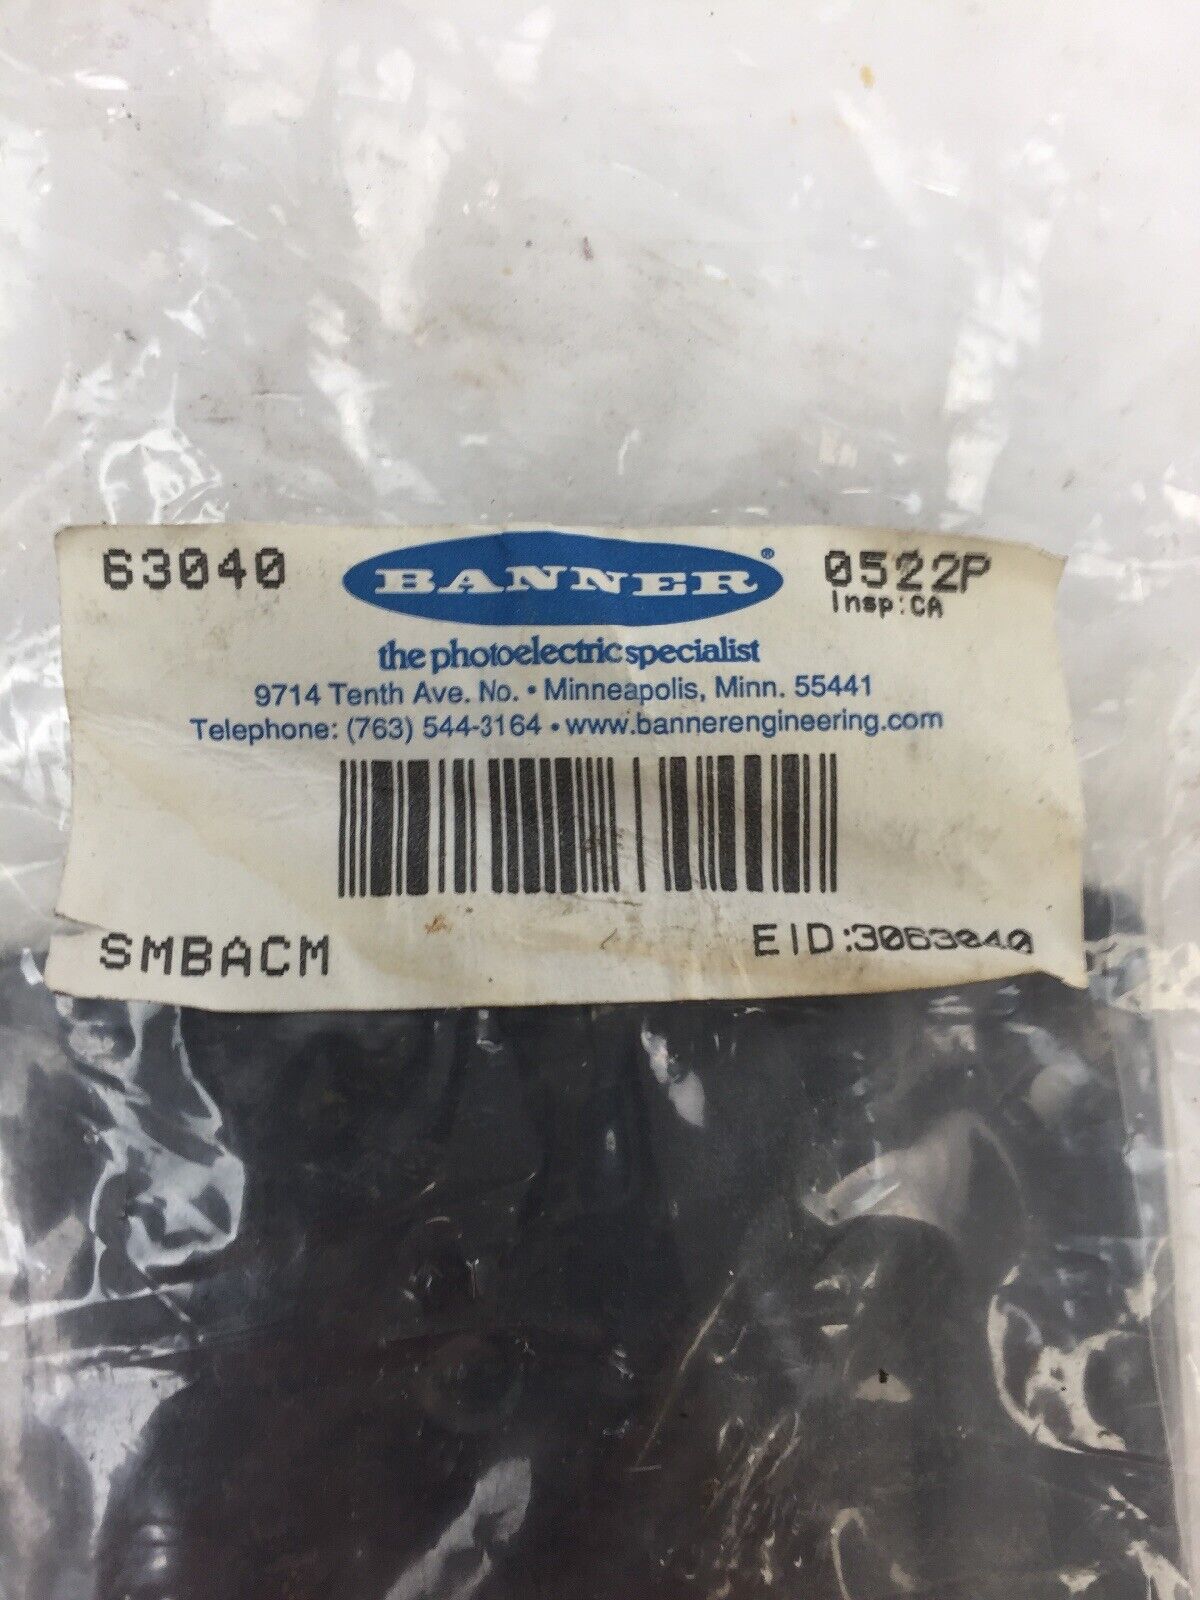 63040
BANNER®
0522P
Insp:CA
the photoelectric specialist
9714 Tenth Ave. No. • Minneapolis, Minn. 55441
Telephone: (763) 544-3164 • www.bannerengineering.com
SMBACM
EID:3063040